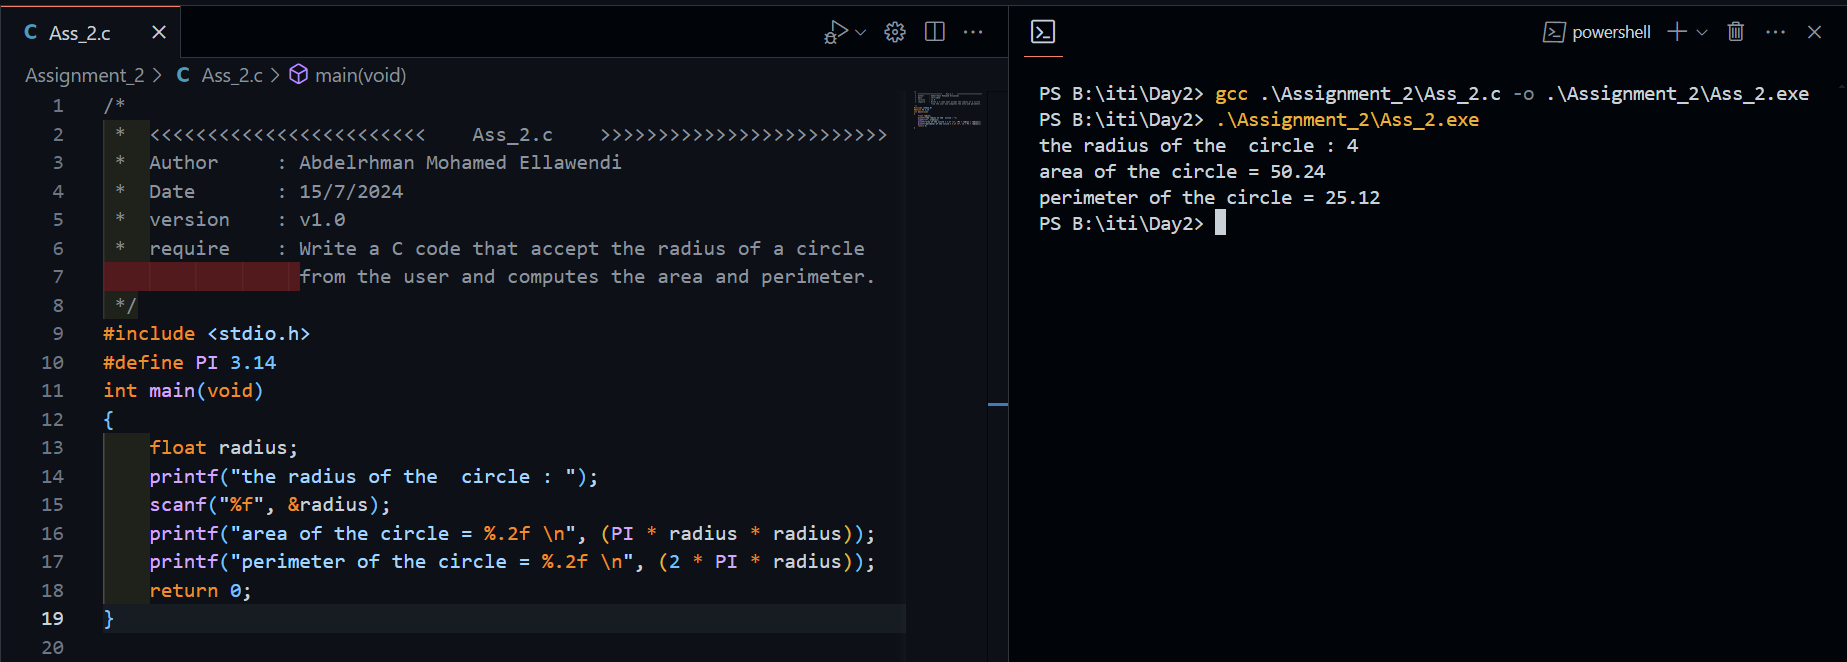 Ass_2.c
Assignment_2 > C Ass_2.c > main(void)
1 /*
2 * <<<<<<<<<<<<<<<<<<<<<<<< Ass_2.c >>>>>>>>>>>>>>>>>>>>>>>>>
3 * Author : Abdelrhman Mohamed Ellawendi
4 * Date : 15/7/2024
5 * version : v1.0
6 * require : Write a C code that accept the radius of a circle
7 from the user and computes the area and perimeter.
8 */
9 #include <stdio.h>
10 #define PI 3.14
11 int main(void)
12 {
13 float radius;
14 printf("the radius of the  circle : ");
15 scanf("%f", &radius);
16 printf("area of the circle = %.2f \n", (PI * radius * radius));
17 printf("perimeter of the circle = %.2f \n", (2 * PI * radius));
18 return 0;
19 }
20
powershell
PS B:\iti\Day2> gcc .\Assignment_2\Ass_2.c -o .\Assignment_2\Ass_2.exe
PS B:\iti\Day2> .\Assignment_2\Ass_2.exe
the radius of the  circle : 4
area of the circle = 50.24
perimeter of the circle = 25.12
PS B:\iti\Day2>